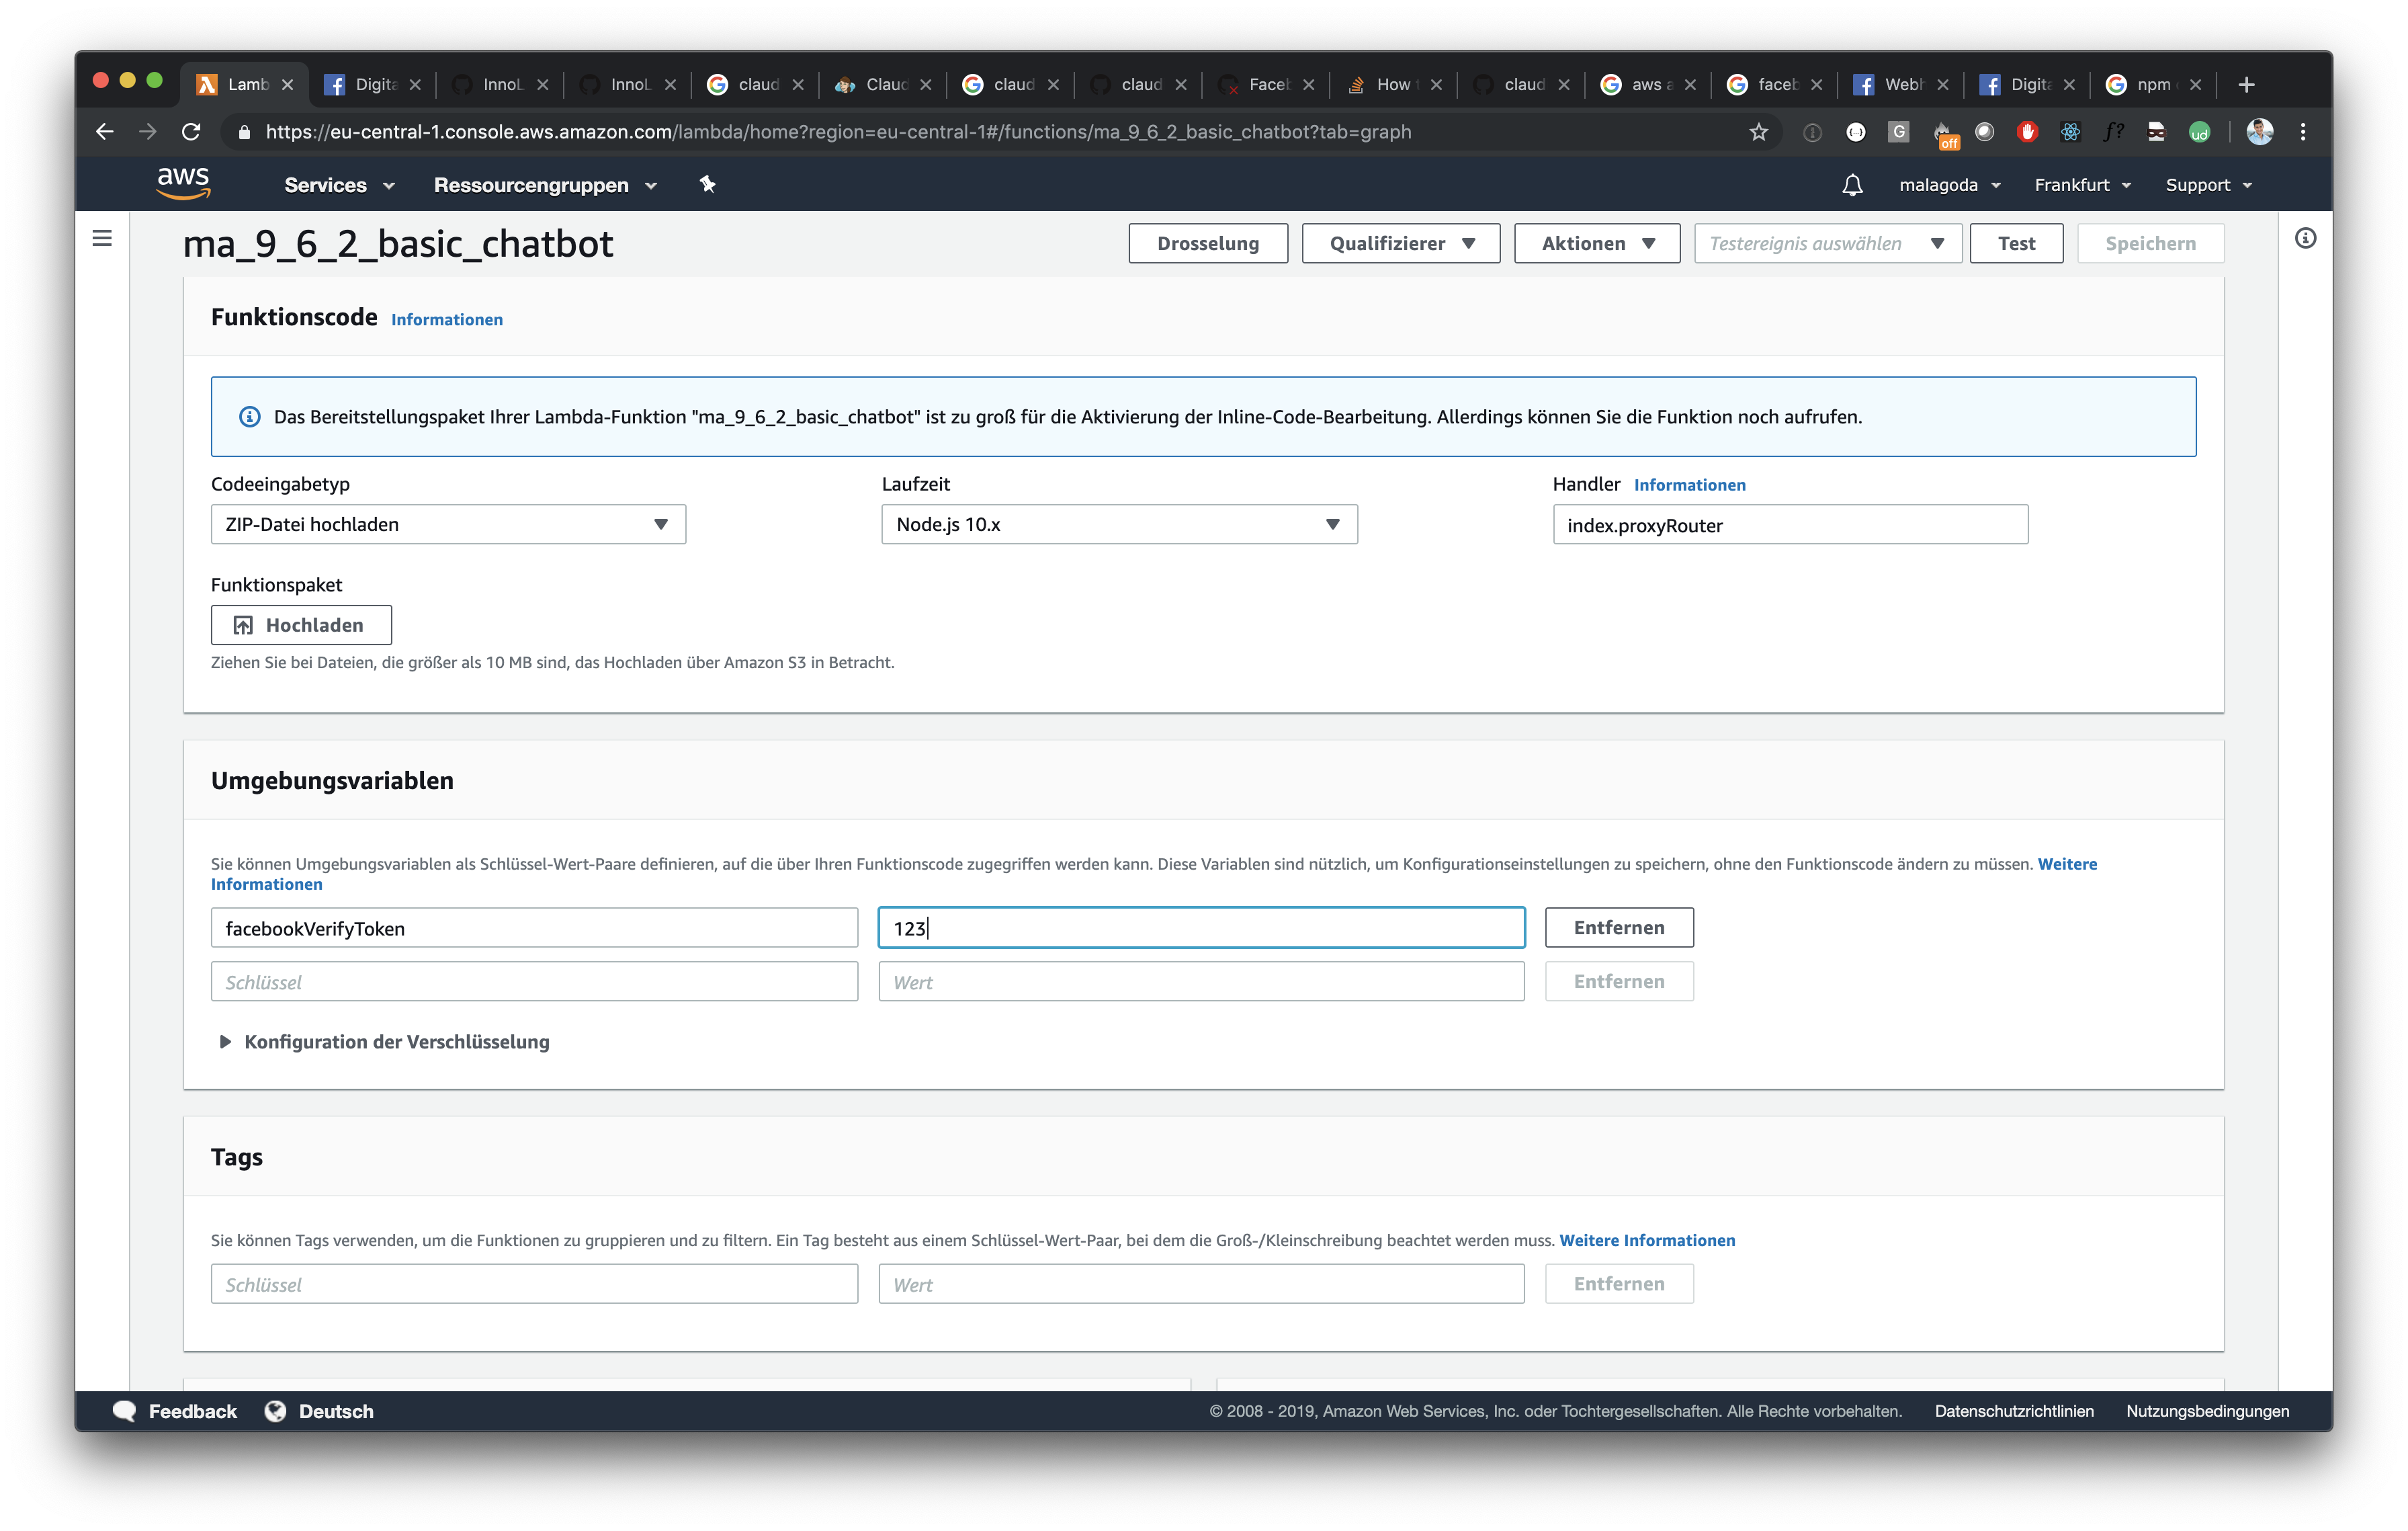 Lamb
Digita
InnoL
InnoL
claud
Claud
claud
claud
Faceb
How t
claud
aws a
faceb
Webh
Digita
npm
https://eu-central-1.console.aws.amazon.com/lambda/home?region=eu-central-1#/functions/ma_9_6_2_basic_chatbot?tab=graph
G
off
f?
ud
aws
Services
Ressourcengruppen
malagoda
Frankfurt
Support
ma_9_6_2_basic_chatbot
Drosselung
Qualifizierer
Aktionen
Testereignis auswählen
Test
Speichern
Funktionscode Informationen
Das Bereitstellungspaket Ihrer Lambda-Funktion "ma_9_6_2_basic_chatbot" ist zu groß für die Aktivierung der Inline-Code-Bearbeitung. Allerdings können Sie die Funktion noch aufrufen.
Codeeingabetyp
Laufzeit
Handler Informationen
ZIP-Datei hochladen
Node.js 10.x
index.proxyRouter
Funktionspaket
Hochladen
Ziehen Sie bei Dateien, die größer als 10 MB sind, das Hochladen über Amazon S3 in Betracht.
Umgebungsvariablen
Sie können Umgebungsvariablen als Schlüssel-Wert-Paare definieren, auf die über Ihren Funktionscode zugegriffen werden kann. Diese Variablen sind nützlich, um Konfigurationseinstellungen zu speichern, ohne den Funktionscode ändern zu müssen. Weitere
Informationen
facebookVerifyToken
123
Entfernen
Schlüssel
Wert
Entfernen
Konfiguration der Verschlüsselung
Tags
Sie können Tags verwenden, um die Funktionen zu gruppieren und zu filtern. Ein Tag besteht aus einem Schlüssel-Wert-Paar, bei dem die Groß-/Kleinschreibung beachtet werden muss. Weitere Informationen
Schlüssel
Wert
Entfernen
Feedback
Deutsch
© 2008 - 2019, Amazon Web Services, Inc. oder Tochtergesellschaften. Alle Rechte vorbehalten.
Datenschutzrichtlinien
Nutzungsbedingungen